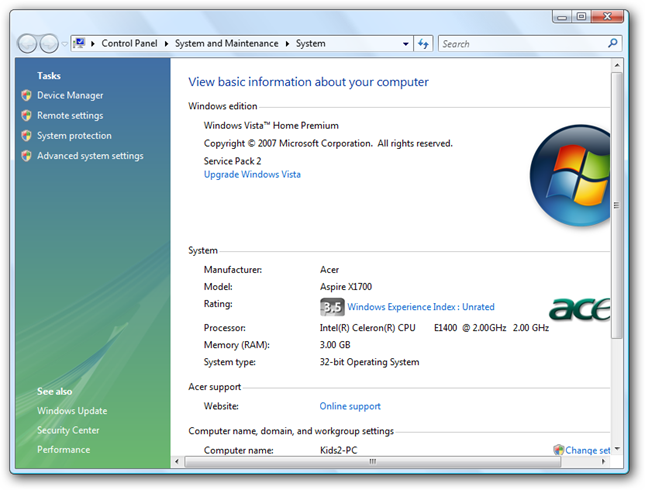 Control Panel System and Maintenance System
Search
Tasks
Device Manager
Remote settings
System protection
Advanced system settings
See also
Windows Update
Security Center
Performance
View basic information about your computer
Windows edition
Windows Vista™ Home Premium
Copyright © 2007 Microsoft Corporation. All rights reserved.
Service Pack 2
Upgrade Windows Vista
System
Manufacturer: Acer
Model: Aspire X1700
Rating: 3.5 Windows Experience Index : Unrated
Processor: Intel(R) Celeron(R) CPU E1400 @ 2.00GHz 2.00 GHz
Memory (RAM): 3.00 GB
System type: 32-bit Operating System
ace
Acer support
Website: Online support
Computer name, domain, and workgroup settings
Computer name: Kids2-PC Change set